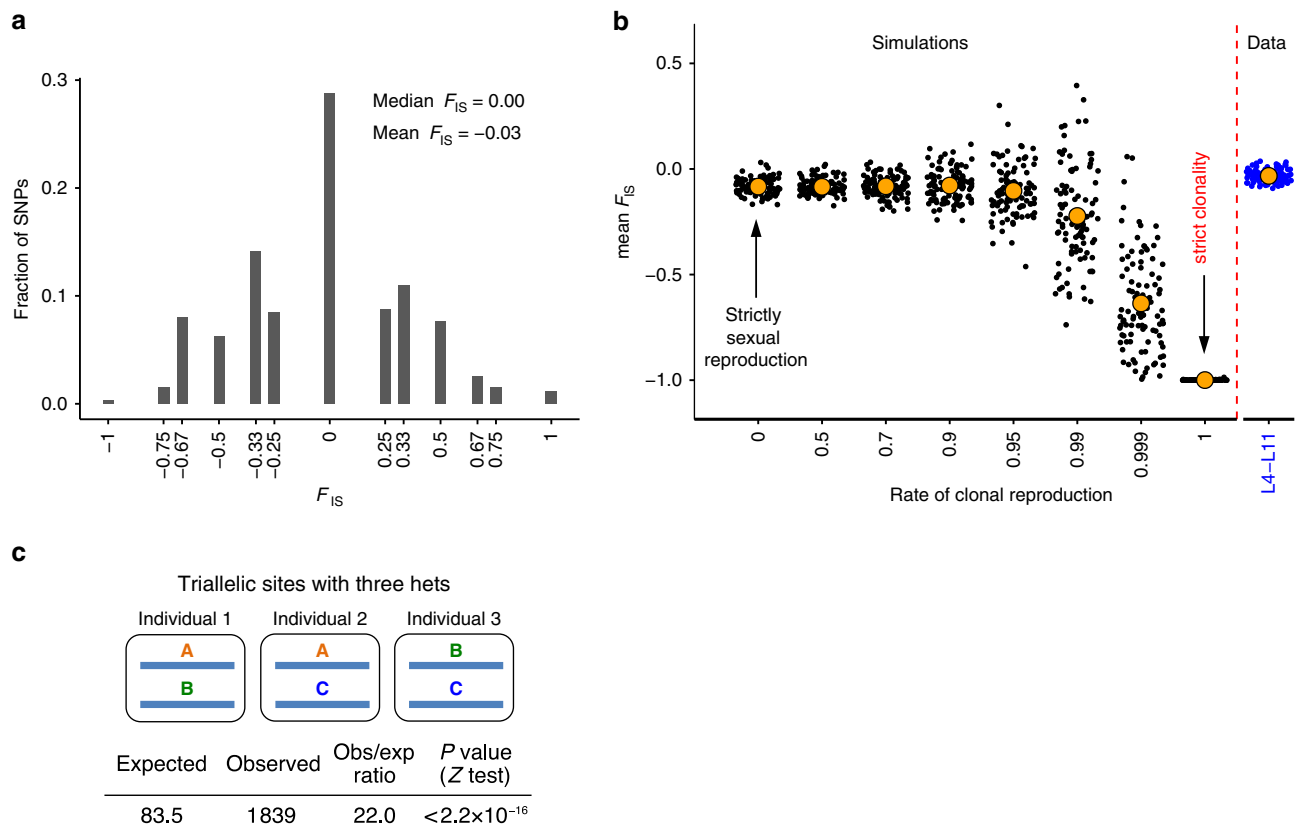 a
0.3
0.2
0.1
0.0
Fraction of SNPs
Median F_IS = 0.00
Mean F_IS = −0.03
−1
−0.75
−0.67
−0.5
−0.33
−0.25
0
0.25
0.33
0.5
0.67
0.75
1
F_IS
b
Simulations
Data
0.5
0.0
−0.5
−1.0
mean F_IS
Strictly
sexual
reproduction
strict clonality
0
0.5
0.7
0.9
0.95
0.99
0.999
1
L4–L11
Rate of clonal reproduction
c
Triallelic sites with three hets
Individual 1 Individual 2 Individual 3
A A B
B C C
Expected Observed Obs/exp ratio P value (Z test)
83.5 1839 22.0 <2.2×10⁻¹⁶